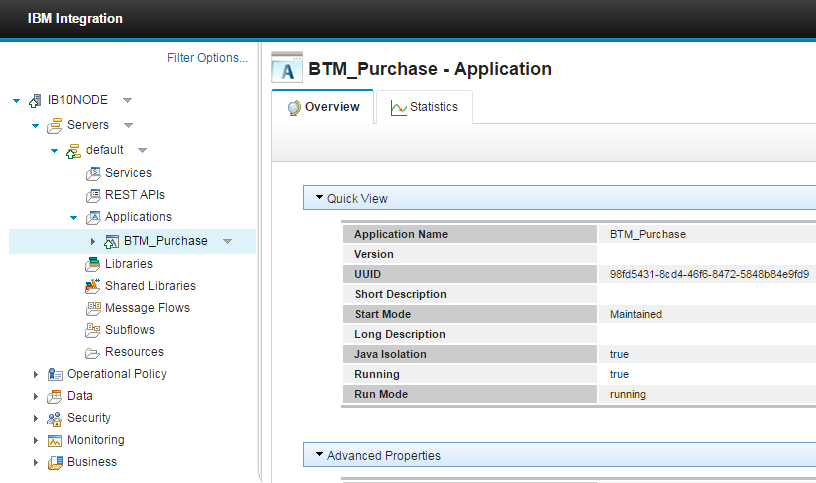 IBM Integration
Filter Options...
IB10NODE
Servers
default
Services
REST APIs
Applications
BTM_Purchase
Libraries
Shared Libraries
Message Flows
Subflows
Resources
Operational Policy
Data
Security
Monitoring
Business
BTM_Purchase - Application
Overview
Statistics
Quick View
Application Name BTM_Purchase
Version
UUID 98fd5431-8cd4-46f6-8472-5848b84e9fd9
Short Description
Start Mode Maintained
Long Description
Java Isolation true
Running true
Run Mode running
Advanced Properties